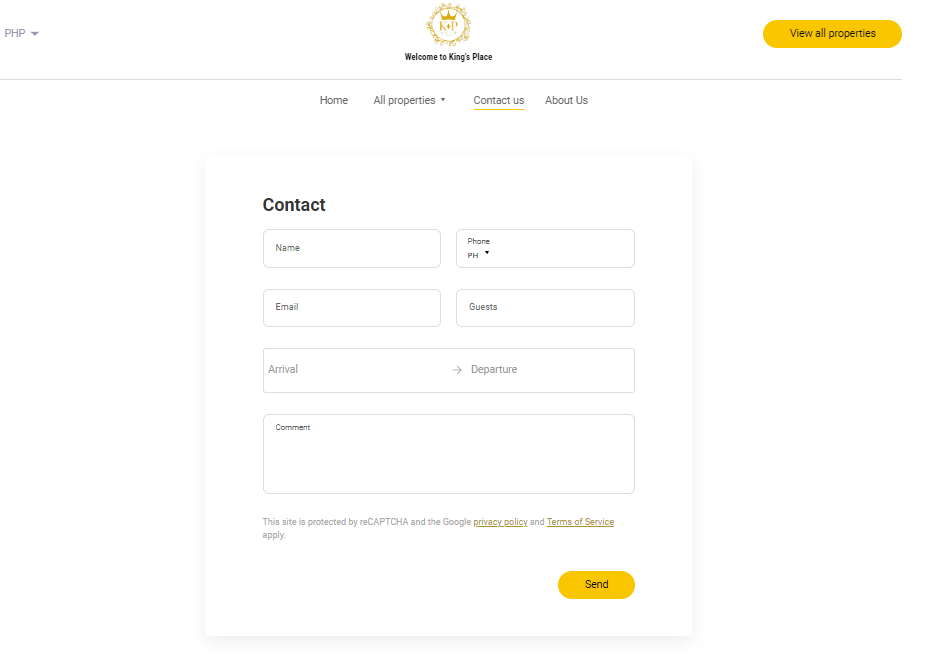 PHP
K+P
Welcome to King's Place
View all properties
Home
All properties
Contact us
About Us
Contact
Name
Phone
PH
Email
Guests
Arrival
Departure
Comment
This site is protected by reCAPTCHA and the Google privacy policy and Terms of Service
apply.
Send